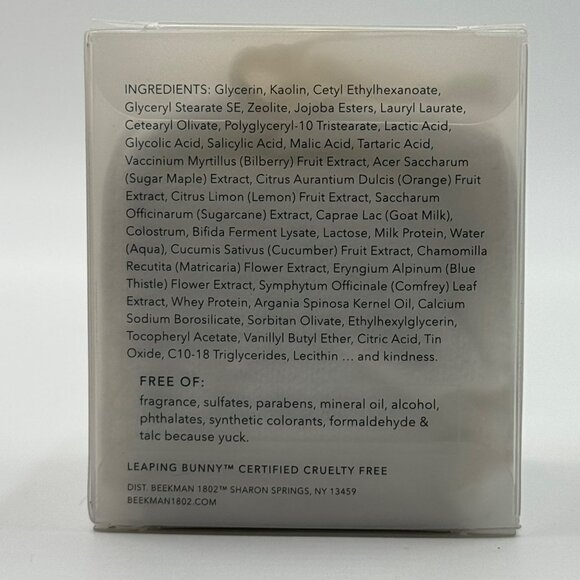 INGREDIENTS: Glycerin, Kaolin, Cetyl Ethylhexanoate,
Glyceryl Stearate SE, Zeolite, Jojoba Esters, Lauryl Laurate,
Cetearyl Olivate, Polyglyceryl-10 Tristearate, Lactic Acid,
Glycolic Acid, Salicylic Acid, Malic Acid, Tartaric Acid,
Vaccinium Myrtillus (Bilberry) Fruit Extract, Acer Saccharum
(Sugar Maple) Extract, Citrus Aurantium Dulcis (Orange) Fruit
Extract, Citrus Limon (Lemon) Fruit Extract, Saccharum
Officinarum (Sugarcane) Extract, Caprae Lac (Goat Milk),
Colostrum, Bifida Ferment Lysate, Lactose, Milk Protein, Water
(Aqua), Cucumis Sativus (Cucumber) Fruit Extract, Chamomilla
Recutita (Matricaria) Flower Extract, Eryngium Alpinum (Blue
Thistle) Flower Extract, Symphytum Officinale (Comfrey) Leaf
Extract, Whey Protein, Argania Spinosa Kernel Oil, Calcium
Sodium Borosilicate, Sorbitan Olivate, Ethylhexylglycerin,
Tocopheryl Acetate, Vanillyl Butyl Ether, Citric Acid, Tin
Oxide, C10-18 Triglycerides, Lecithin ... and kindness.
FREE OF:
fragrance, sulfates, parabens, mineral oil, alcohol,
phthalates, synthetic colorants, formaldehyde &
talc because yuck.
LEAPING BUNNY™ CERTIFIED CRUELTY FREE
DIST. BEEKMAN 1802™ SHARON SPRINGS, NY 13459
BEEKMAN1802.COM